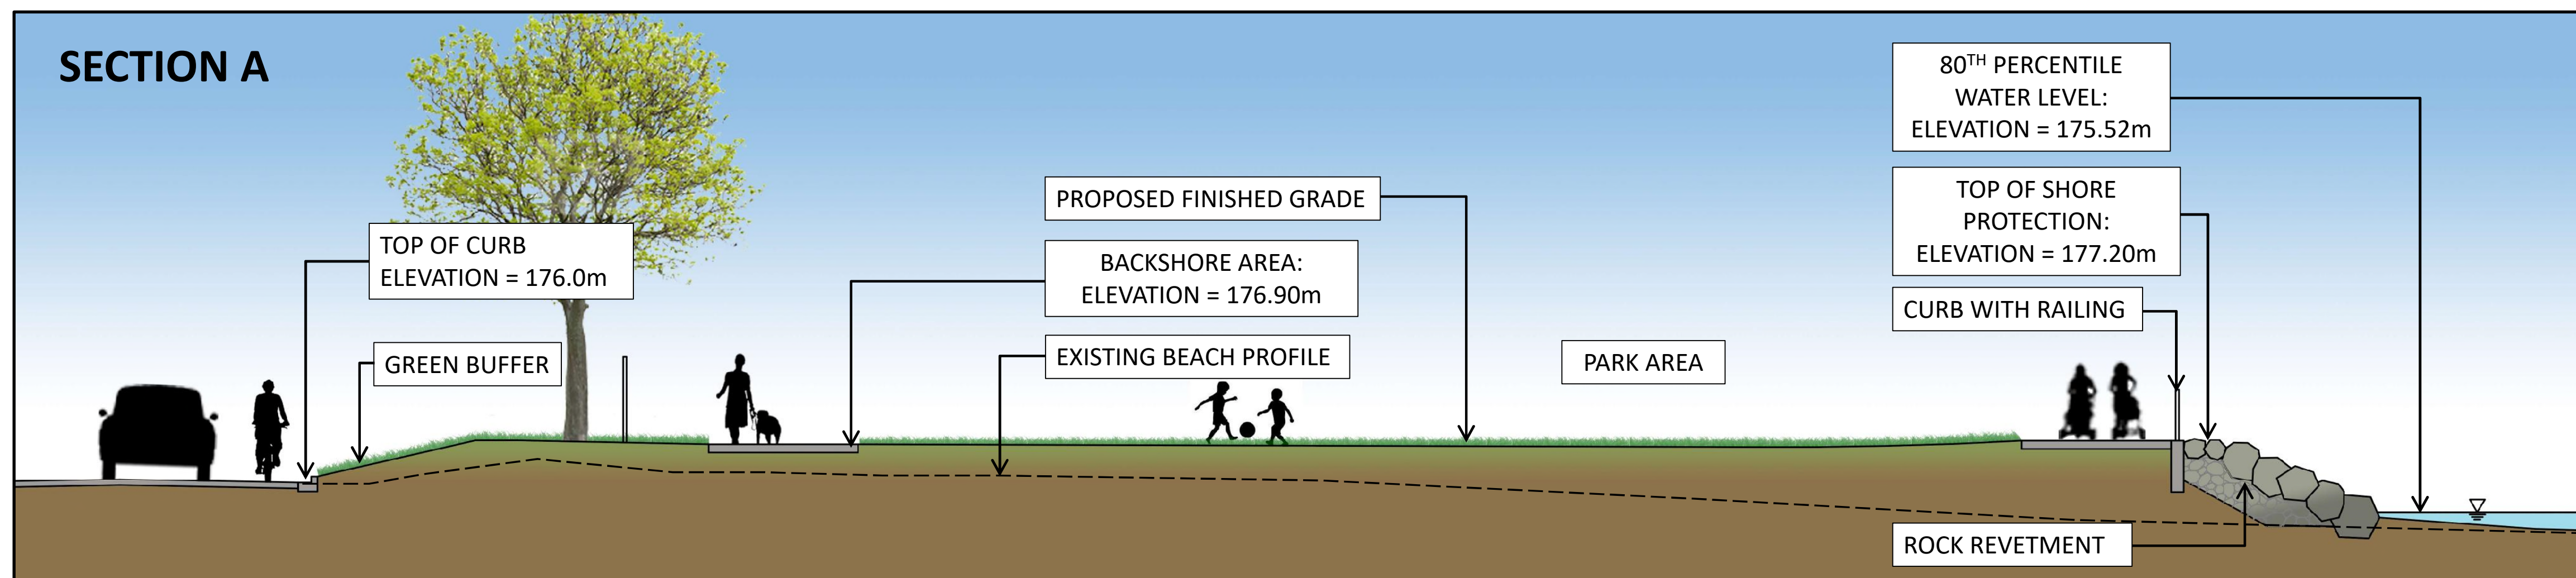 SECTION A
80TH PERCENTILE
WATER LEVEL:
ELEVATION = 175.52m
PROPOSED FINISHED GRADE
TOP OF SHORE
PROTECTION:
ELEVATION = 177.20m
TOP OF CURB
ELEVATION = 176.0m
BACKSHORE AREA:
ELEVATION = 176.90m
CURB WITH RAILING
GREEN BUFFER
EXISTING BEACH PROFILE
PARK AREA
ROCK REVETMENT